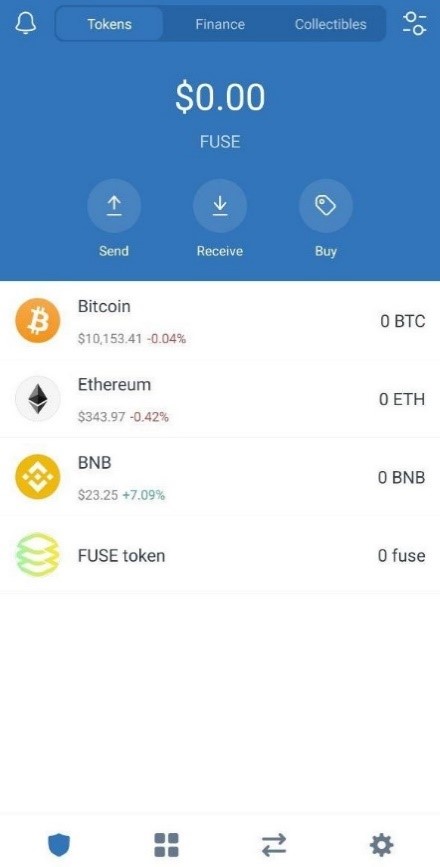 Tokens Finance Collectibles
$0.00
FUSE
Send Receive Buy
Bitcoin
$10,153.41 -0.04%
0 BTC
Ethereum
$343.97 -0.42%
0 ETH
BNB
$23.25 +7.09%
0 BNB
FUSE token
0 fuse